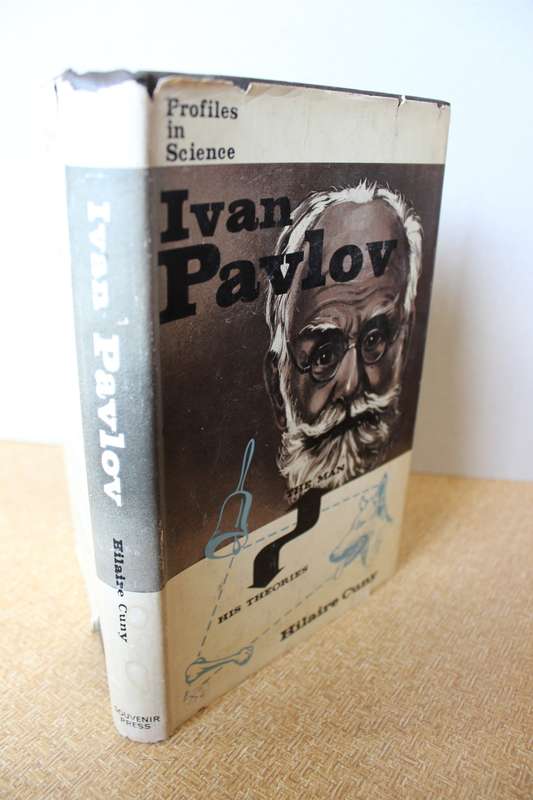 Profiles
in
Science
Ivan
Pavlov
THE MAN
HIS THEORIES
Hilaire Cuny
Ivan Pavlov
Hilaire Cuny
SOUVENIR
PRESS